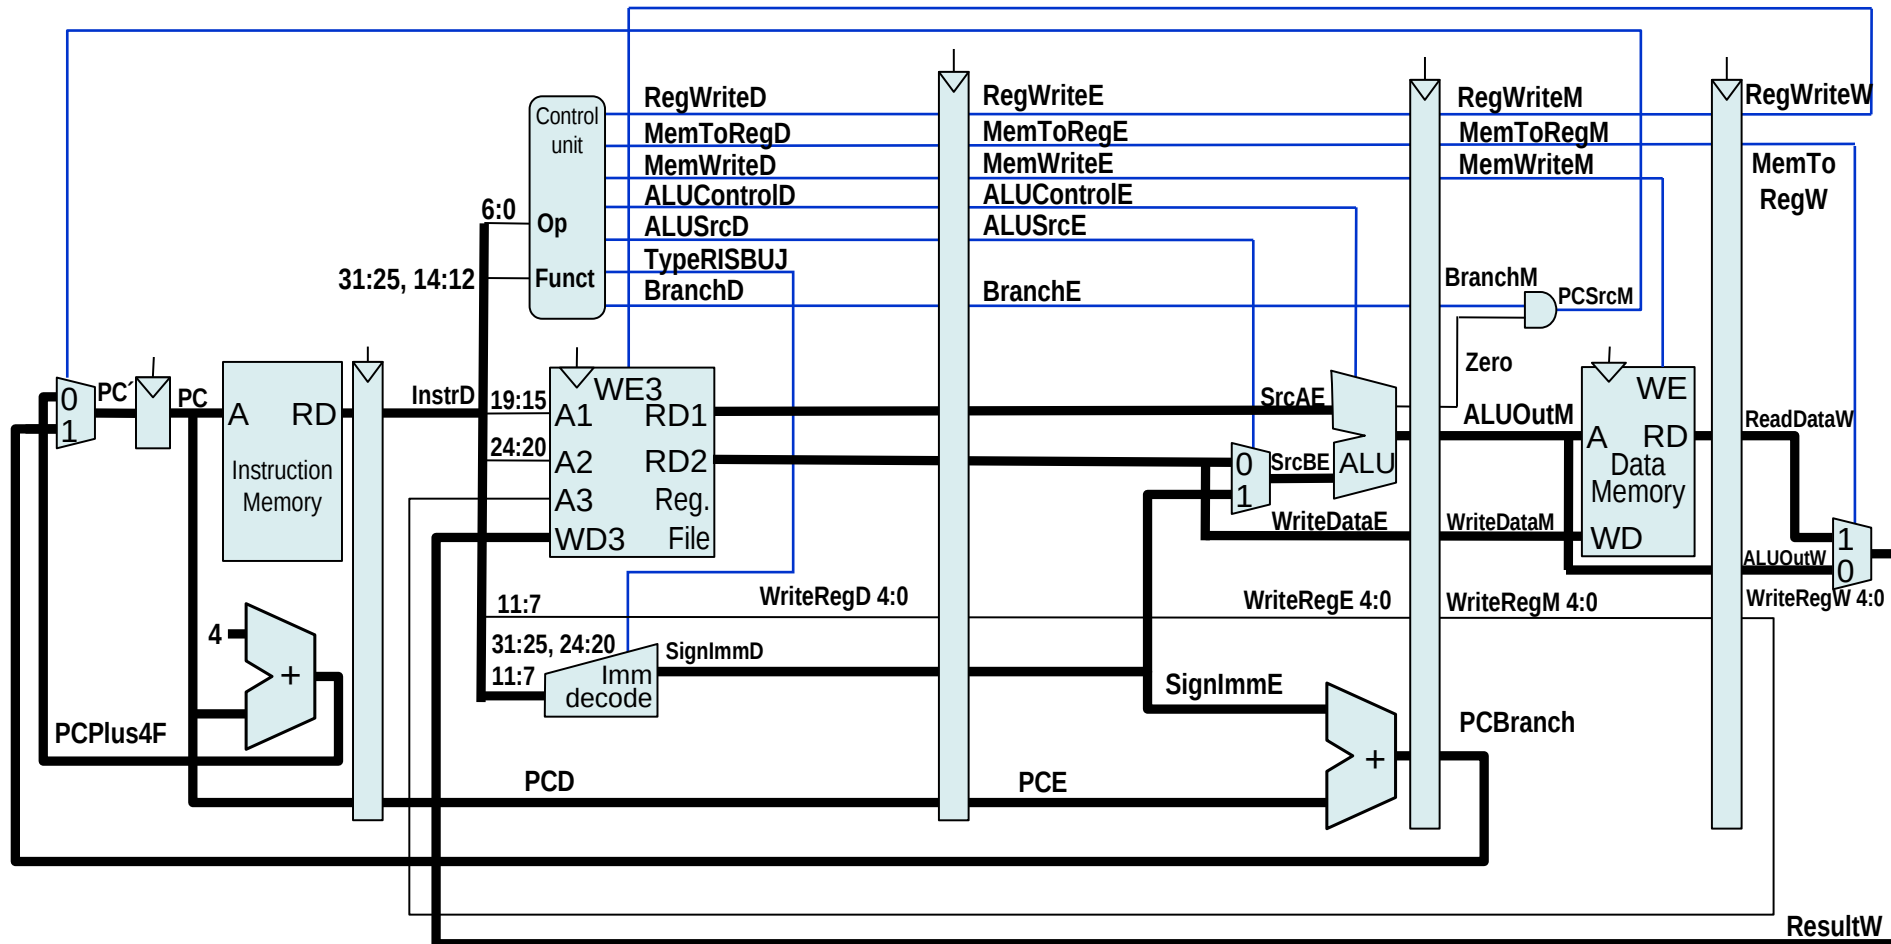 RegWriteD
RegWriteE
RegWriteM
RegWriteW
Control
unit
MemToRegD
MemToRegE
MemToRegM
MemWriteD
MemWriteE
MemWriteM
MemTo
RegW
ALUControlD
ALUControlE
6:0
Op
ALUSrcD
ALUSrcE
TypeRISBUJ
31:25, 14:12
Funct
BranchD
BranchE
BranchM
PCSrcM
Zero
0
1
PC´
PC
A
RD
Instruction
Memory
InstrD
19:15
24:20
WE3
A1
RD1
A2
RD2
A3
Reg.
WD3
File
SrcAE
0
1
SrcBE
ALU
WriteDataE
ALUOutM
WriteDataM
WE
A
RD
Data
Memory
WD
ReadDataW
ALUOutW
1
0
11:7
WriteRegD 4:0
WriteRegE 4:0
WriteRegM 4:0
WriteRegW 4:0
4
+
31:25, 24:20
11:7
Imm
decode
SignImmD
SignImmE
PCPlus4F
PCBranch
+
PCD
PCE
ResultW